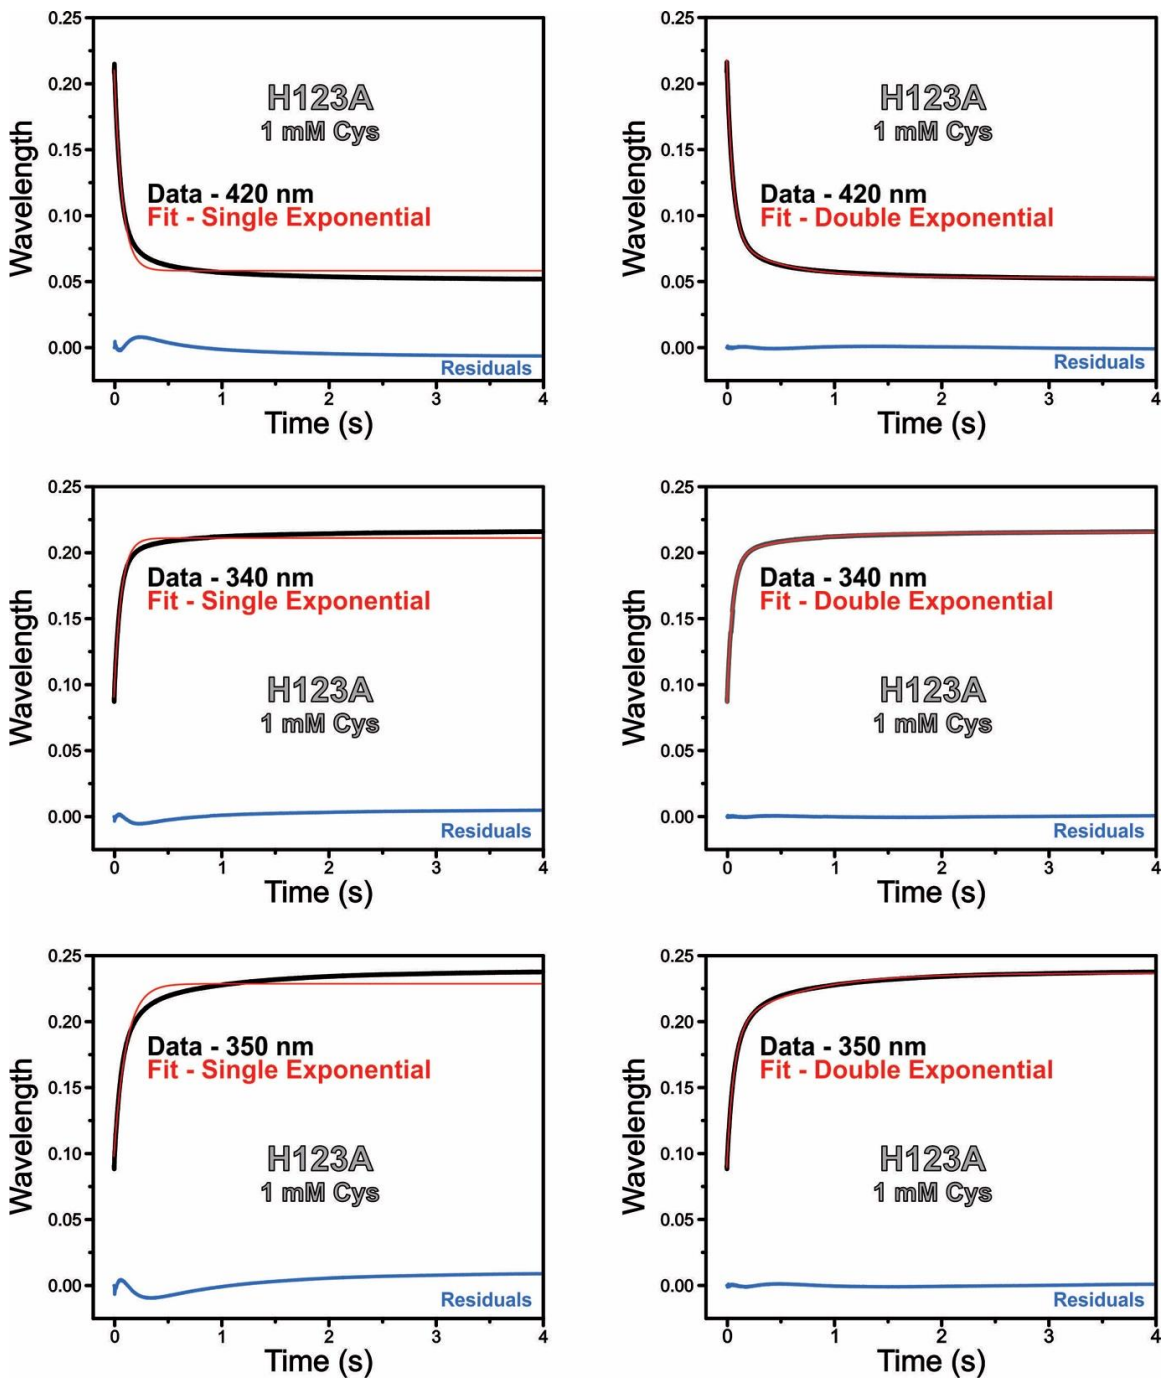 0.25
0.20
0.15
0.10
0.05
0.00
Wavelength
H123A
1 mM Cys
Data - 420 nm
Fit - Single Exponential
Residuals
0 1 2 3 4
Time (s)
0.25
0.20
0.15
0.10
0.05
0.00
Wavelength
H123A
1 mM Cys
Data - 420 nm
Fit - Double Exponential
Residuals
0 1 2 3 4
Time (s)
0.25
0.20
0.15
0.10
0.05
0.00
Wavelength
Data - 340 nm
Fit - Single Exponential
H123A
1 mM Cys
Residuals
0 1 2 3 4
Time (s)
0.25
0.20
0.15
0.10
0.05
0.00
Wavelength
Data - 340 nm
Fit - Double Exponential
H123A
1 mM Cys
Residuals
0 1 2 3 4
Time (s)
0.25
0.20
0.15
0.10
0.05
0.00
Wavelength
Data - 350 nm
Fit - Single Exponential
H123A
1 mM Cys
Residuals
0 1 2 3 4
Time (s)
0.25
0.20
0.15
0.10
0.05
0.00
Wavelength
Data - 350 nm
Fit - Double Exponential
H123A
1 mM Cys
Residuals
0 1 2 3 4
Time (s)